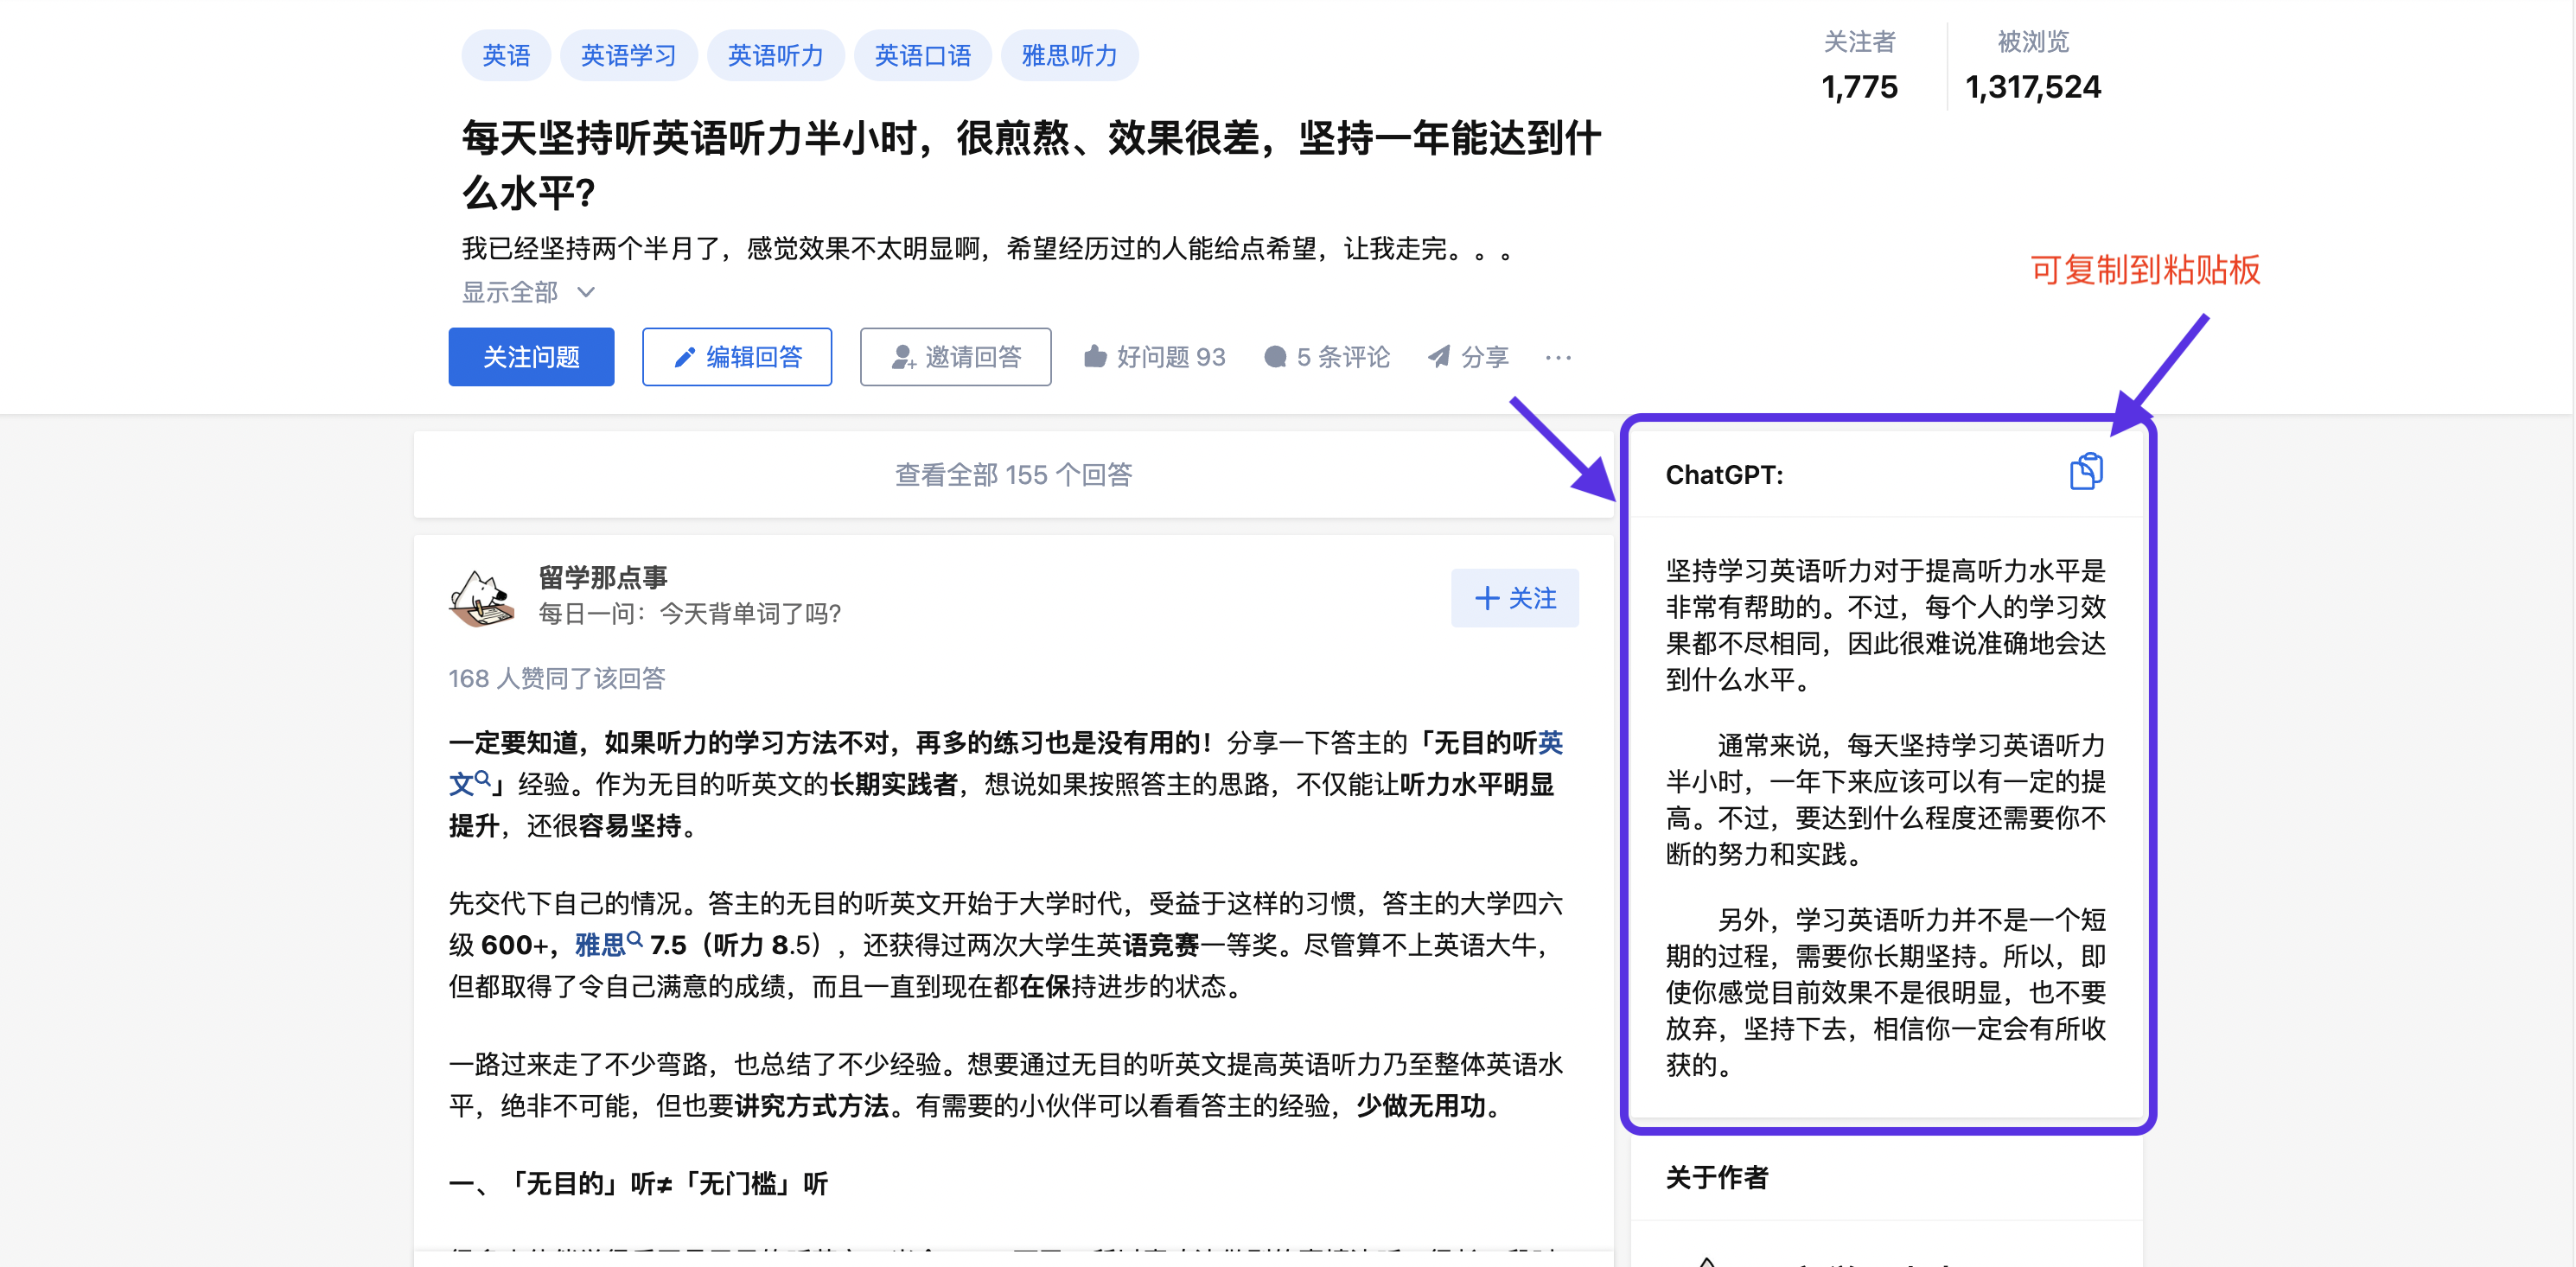 英语 英语学习 英语听力 英语口语 雅思听力
关注者 被浏览
1,775 1,317,524
每天坚持听英语听力半小时，很煎熬、效果很差，坚持一年能达到什
么水平？
我已经坚持两个半月了，感觉效果不太明显啊，希望经历过的人能给点希望，让我走完。。。
显示全部
可复制到粘贴板
关注问题 编辑回答 邀请回答 好问题 93 5 条评论 分享 ···
查看全部 155 个回答
留学那点事
每日一问：今天背单词了吗？
+ 关注
168 人赞同了该回答
一定要知道，如果听力的学习方法不对，再多的练习也是没有用的！分享一下答主的「无目的听英
文」经验。作为无目的听英文的长期实践者，想说如果按照答主的思路，不仅能让听力水平明显
提升，还很容易坚持。
先交代下自己的情况。答主的无目的听英文开始于大学时代，受益于这样的习惯，答主的大学四六
级 600+，雅思 7.5（听力 8.5），还获得过两次大学生英语竞赛一等奖。尽管算不上英语大牛，
但都取得了令自己满意的成绩，而且一直到现在都在保持进步的状态。
一路过来走了不少弯路，也总结了不少经验。想要通过无目的听英文提高英语听力乃至整体英语水
平，绝非不可能，但也要讲究方式方法。有需要的小伙伴可以看看答主的经验，少做无用功。
一、「无目的」听≠「无门槛」听
ChatGPT:
坚持学习英语听力对于提高听力水平是
非常有帮助的。不过，每个人的学习效
果都不尽相同，因此很难说准确地会达
到什么水平。
通常来说，每天坚持学习英语听力
半小时，一年下来应该可以有一定的提
高。不过，要达到什么程度还需要你不
断的努力和实践。
另外，学习英语听力并不是一个短
期的过程，需要你长期坚持。所以，即
使你感觉目前效果不是很明显，也不要
放弃，坚持下去，相信你一定会有所收
获的。
关于作者